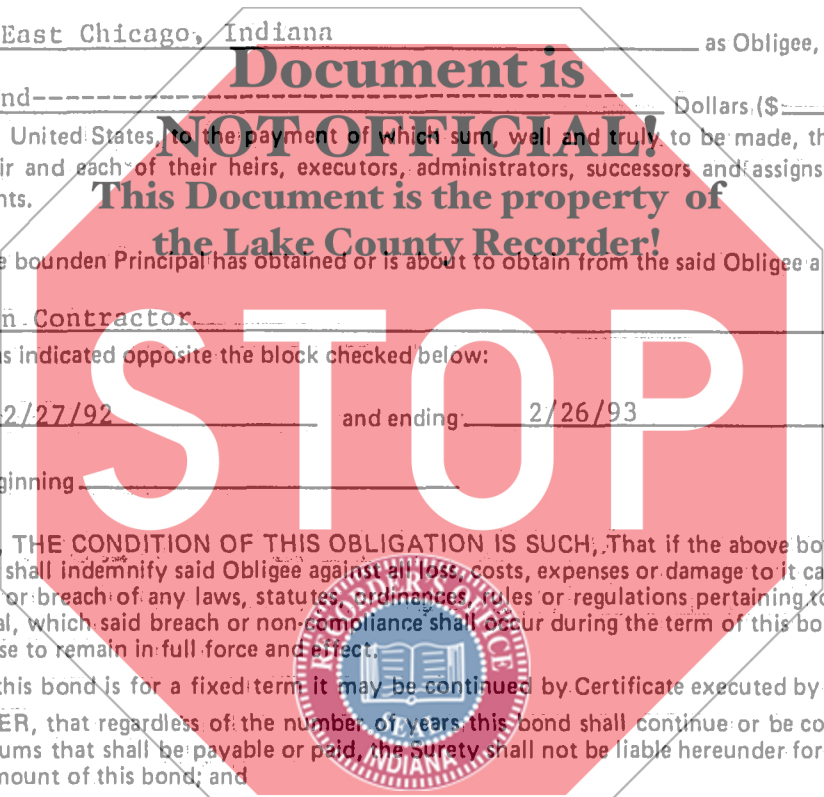 East Chicago, Indiana as Obligee,
Document is
nd Dollars ($
United States, to the payment of which sum, well and truly to be made, th
NOT OFFICIAL!
ir and each of their heirs, executors, administrators, successors and assigns
nts.
This Document is the property of
the Lake County Recorder!
e bounden Principal has obtained or is about to obtain from the said Obligee a
n Contractor
s indicated opposite the block checked below:
STOP
2/27/92 and ending 2/26/93
ginning
, THE CONDITION OF THIS OBLIGATION IS SUCH, That if the above bo
shall indemnify said Obligee against all loss, costs, expenses or damage to it ca
or breach of any laws, statutes, ordinances, rules or regulations pertaining to
al, which said breach or non-compliance shall occur during the term of this bo
se to remain in full force and effect.
RECORDER'S OFFICE
this bond is for a fixed term it may be continued by Certificate executed by
ER, that regardless of the number of years this bond shall continue or be co
ums that shall be payable or paid, the Surety shall not be liable hereunder for
mount of this bond; and
INDIANA